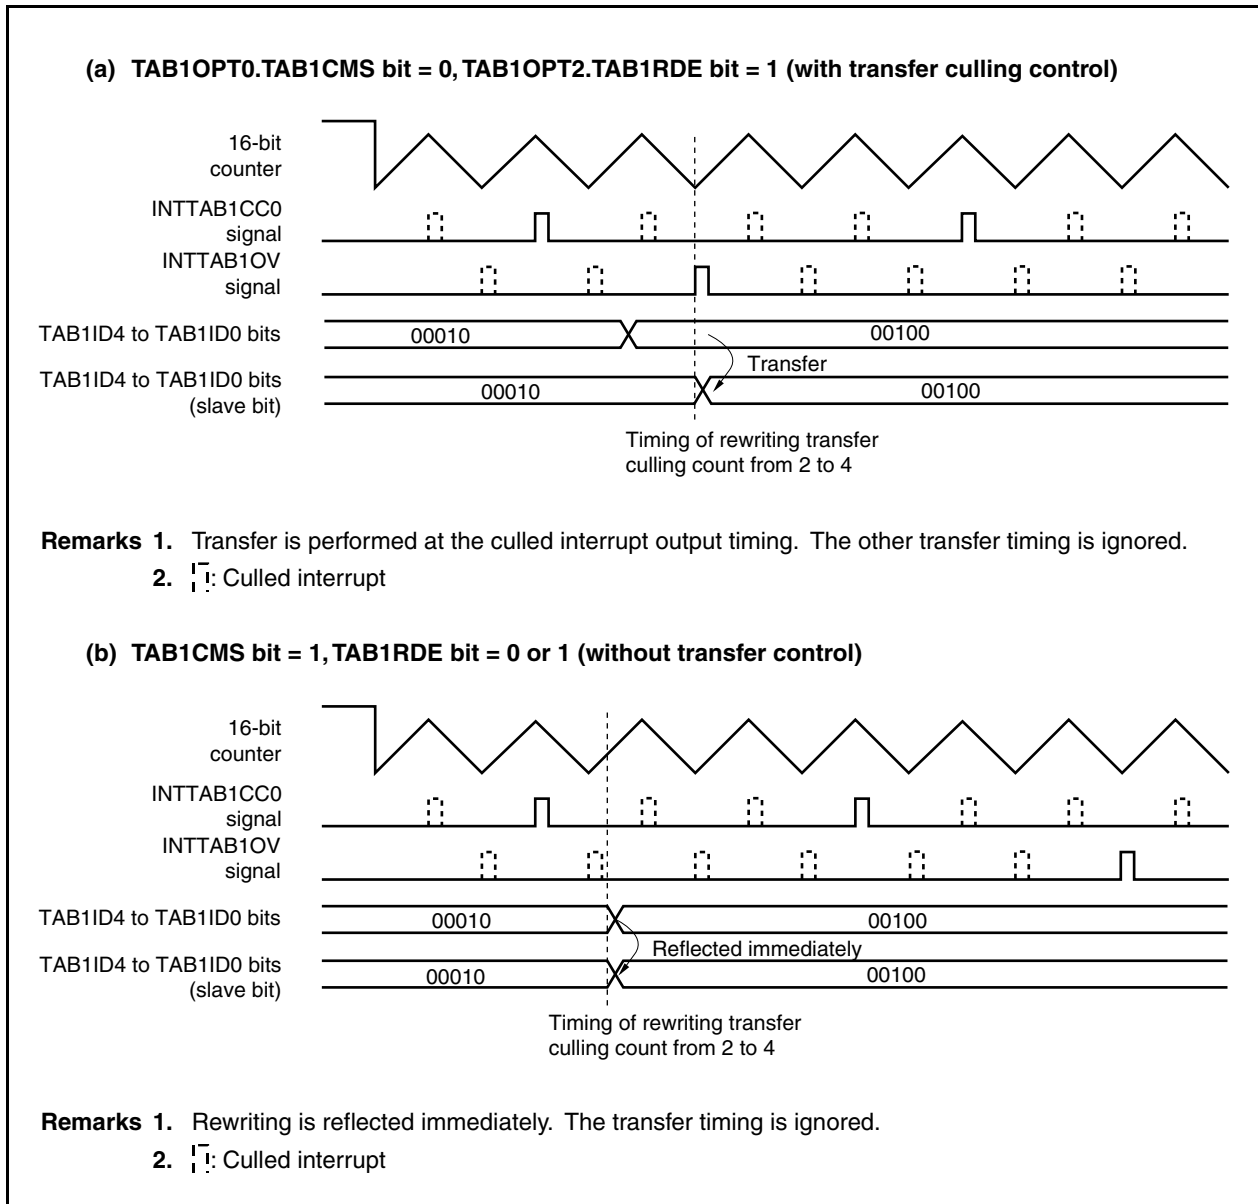 (a) TAB1OPT0.TAB1CMS bit = 0, TAB1OPT2.TAB1RDE bit = 1 (with transfer culling control)
16-bit
counter
INTTAB1CC0
signal
INTTAB1OV
signal
TAB1ID4 to TAB1ID0 bits
00010
00100
Transfer
TAB1ID4 to TAB1ID0 bits
(slave bit)
00010
00100
Timing of rewriting transfer
culling count from 2 to 4
Remarks 1. Transfer is performed at the culled interrupt output timing. The other transfer timing is ignored.
2. : Culled interrupt
(b) TAB1CMS bit = 1, TAB1RDE bit = 0 or 1 (without transfer control)
16-bit
counter
INTTAB1CC0
signal
INTTAB1OV
signal
TAB1ID4 to TAB1ID0 bits
00010
00100
Reflected immediately
TAB1ID4 to TAB1ID0 bits
(slave bit)
00010
00100
Timing of rewriting transfer
culling count from 2 to 4
Remarks 1. Rewriting is reflected immediately. The transfer timing is ignored.
2. : Culled interrupt